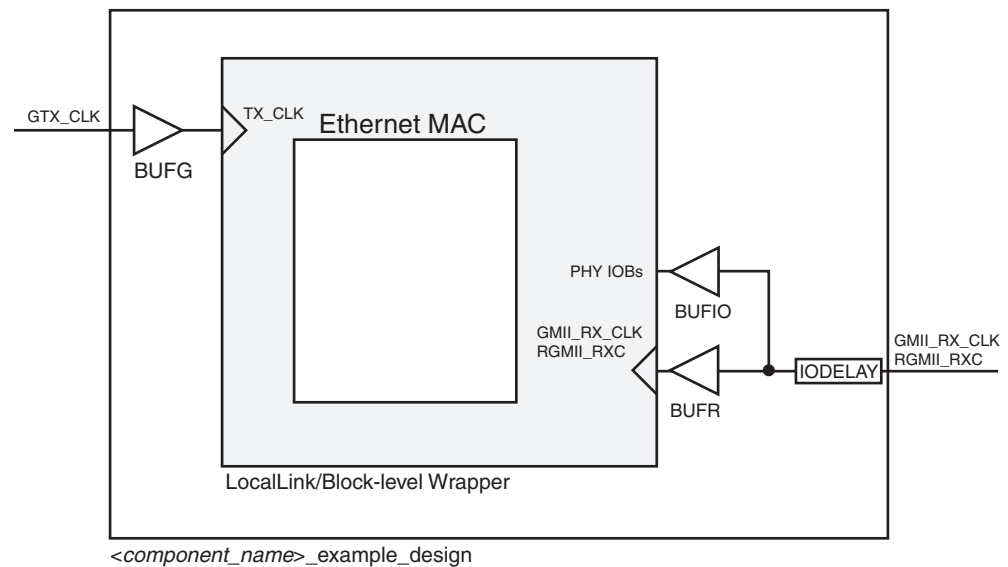 GTX_CLK
TX_CLK
Ethernet MAC
BUFG
PHY IOBs
BUFIO
GMII_RX_CLK
RGMII_RXC
GMII_RX_CLK
RGMII_RXC
IODELAY
BUFR
LocalLink/Block-level Wrapper
<component_name>_example_design